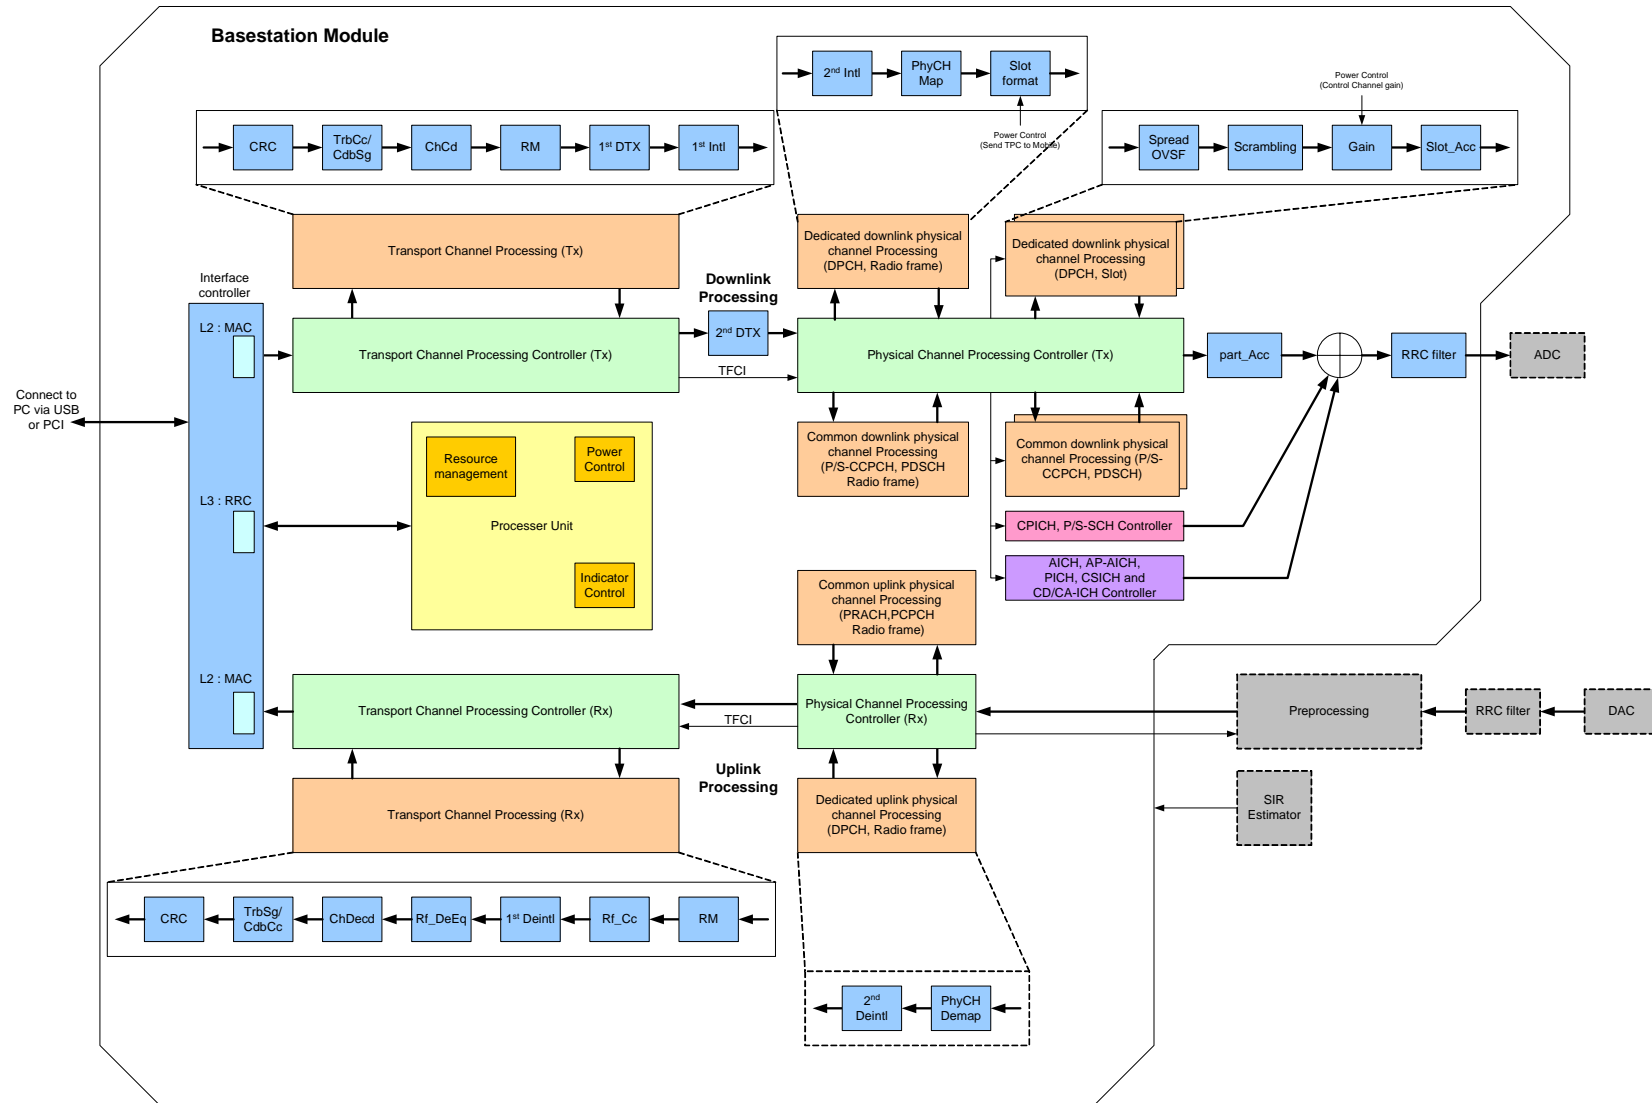 Basestation Module
2nd Intl
PhyCH
Map
Slot
format
Power Control
(Send TPC to Mobile)
Power Control
(Control Channel gain)
CRC
TrbCc/
CdbSg
ChCd
RM
1st DTX
1st Intl
Spread
OVSF
Scrambling
Gain
Slot_Acc
Transport Channel Processing (Tx)
Dedicated downlink physical
channel Processing
(DPCH, Radio frame)
Dedicated downlink physical
channel Processing
(DPCH, Slot)
Interface
controller
Downlink
Processing
L2 : MAC
Transport Channel Processing Controller (Tx)
2nd DTX
TFCI
Physical Channel Processing Controller (Tx)
part_Acc
RRC filter
ADC
Connect to
PC via USB
or PCI
Resource
management
Power
Control
Common downlink physical
channel Processing
(P/S-CCPCH, PDSCH
Radio frame)
Common downlink physical
channel Processing (P/S-
CCPCH, PDSCH)
L3 : RRC
Processer Unit
CPICH, P/S-SCH Controller
Indicator
Control
Common uplink physical
channel Processing
(PRACH,PCPCH
Radio frame)
AICH, AP-AICH,
PICH, CSICH and
CD/CA-ICH Controller
L2 : MAC
Transport Channel Processing Controller (Rx)
TFCI
Physical Channel Processing
Controller (Rx)
Preprocessing
RRC filter
DAC
Uplink
Processing
Transport Channel Processing (Rx)
Dedicated uplink physical
channel Processing
(DPCH, Radio frame)
SIR
Estimator
CRC
TrbSg/
CdbCc
ChDecd
Rf_DeEq
1st Deintl
Rf_Cc
RM
2nd
Deintl
PhyCH
Demap